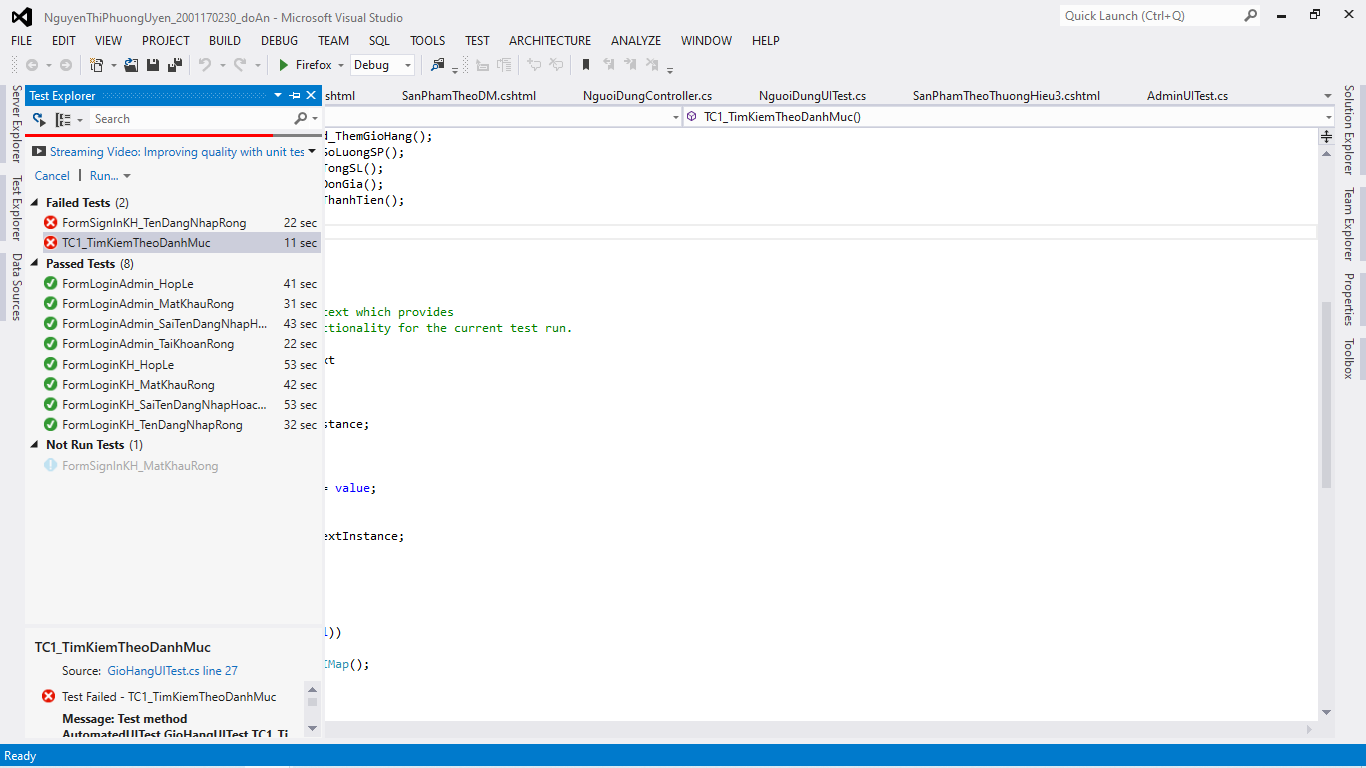 NguyenThiPhuongUyen_2001170230_doAn - Microsoft Visual Studio
Quick Launch (Ctrl+Q)
FILE EDIT VIEW PROJECT BUILD DEBUG TEAM SQL TOOLS TEST ARCHITECTURE ANALYZE WINDOW HELP
Firefox Debug
Server Explorer
Test Explorer
Data Sources
Test Explorer
Search
Streaming Video: Improving quality with unit tes
Cancel | Run...
Failed Tests (2)
FormSignInKH_TenDangNhapRong 22 sec
TC1_TimKiemTheoDanhMuc 11 sec
Passed Tests (8)
FormLoginAdmin_HopLe 41 sec
FormLoginAdmin_MatKhauRong 31 sec
FormLoginAdmin_SaiTenDangNhapH... 43 sec
FormLoginAdmin_TaiKhoanRong 22 sec
FormLoginKH_HopLe 53 sec
FormLoginKH_MatKhauRong 42 sec
FormLoginKH_SaiTenDangNhapHoac... 53 sec
FormLoginKH_TenDangNhapRong 32 sec
Not Run Tests (1)
FormSignInKH_MatKhauRong
TC1_TimKiemTheoDanhMuc
Source: GioHangUITest.cs line 27
Test Failed - TC1_TimKiemTheoDanhMuc
Message: Test method
AutomatedUITest.GioHangUITest.TC1_Ti
shtml SanPhamTheoDM.cshtml NguoiDungController.cs NguoiDungUITest.cs SanPhamTheoThuongHieu3.cshtml AdminUITest.cs
TC1_TimKiemTheoDanhMuc()
d_ThemGioHang();
SoLuongSP();
TongSL();
DonGia();
ThanhTien();
text which provides
ctionality for the current test run.
xt
stance;
= value;
extInstance;
l))
IMap();
Solution Explorer
Team Explorer
Properties
Toolbox
Ready